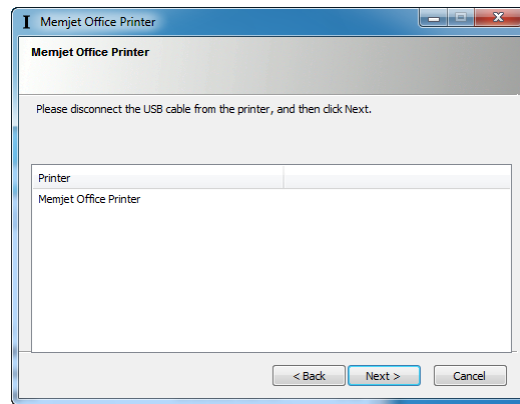 Memjet Office Printer
Memjet Office Printer
Please disconnect the USB cable from the printer, and then click Next.
Printer
Memjet Office Printer
< Back Next > Cancel